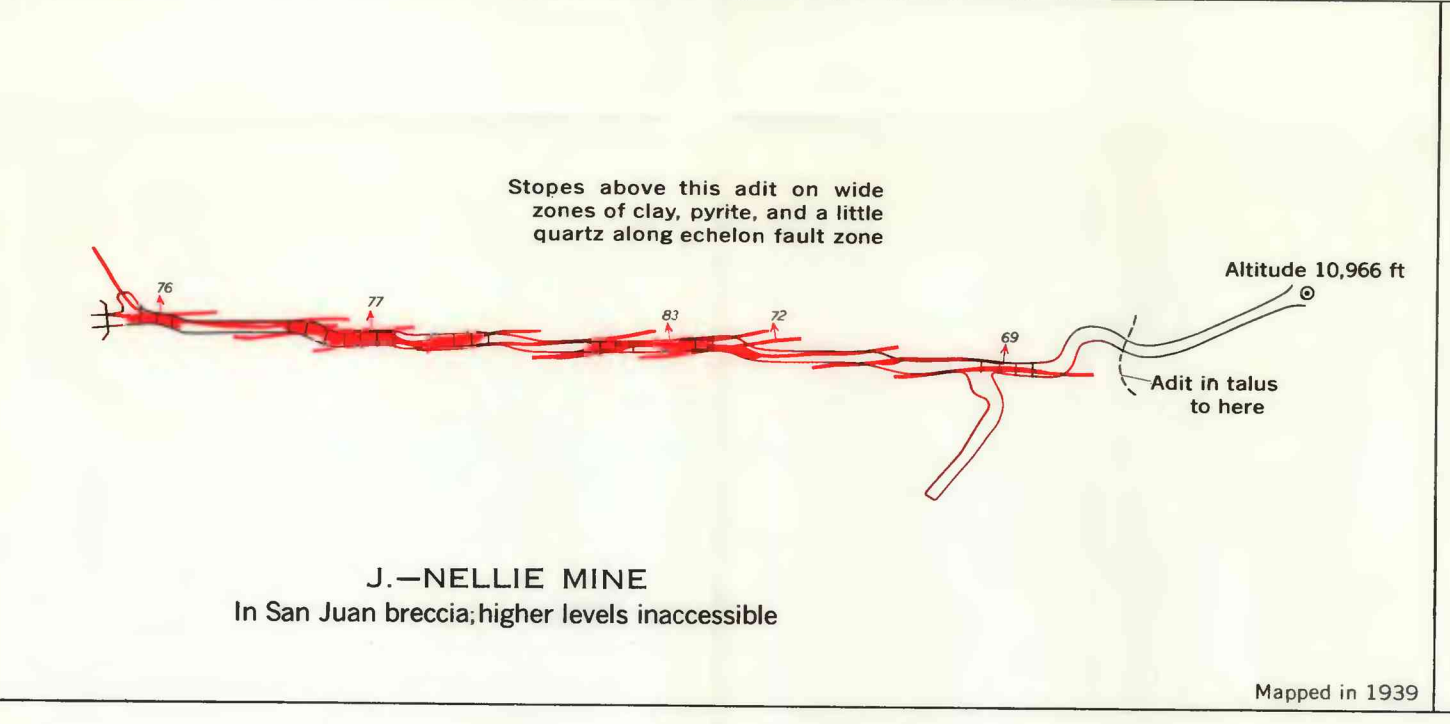 Stopes above this adit on wide
zones of clay, pyrite, and a little
quartz along echelon fault zone
Altitude 10,966 ft
76
77
83
72
69
Adit in talus
to here
J.—NELLIE MINE
In San Juan breccia; higher levels inaccessible
Mapped in 1939